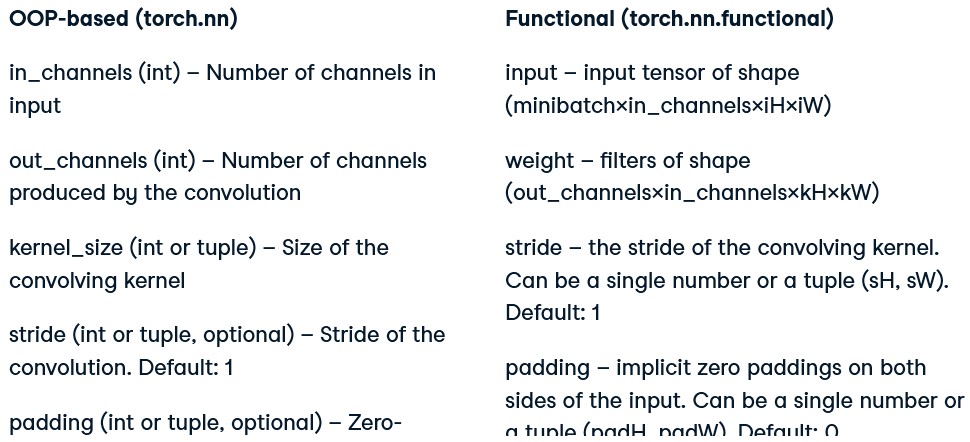 OOP-based (torch.nn)
in_channels (int) – Number of channels in
input
out_channels (int) – Number of channels
produced by the convolution
kernel_size (int or tuple) – Size of the
convolving kernel
stride (int or tuple, optional) – Stride of the
convolution. Default: 1
padding (int or tuple, optional) – Zero-
Functional (torch.nn.functional)
input – input tensor of shape
(minibatch×in_channels×iH×iW)
weight – filters of shape
(out_channels×in_channels×kH×kW)
stride – the stride of the convolving kernel.
Can be a single number or a tuple (sH, sW).
Default: 1
padding – implicit zero paddings on both
sides of the input. Can be a single number or
a tuple (padH, padW). Default: 0